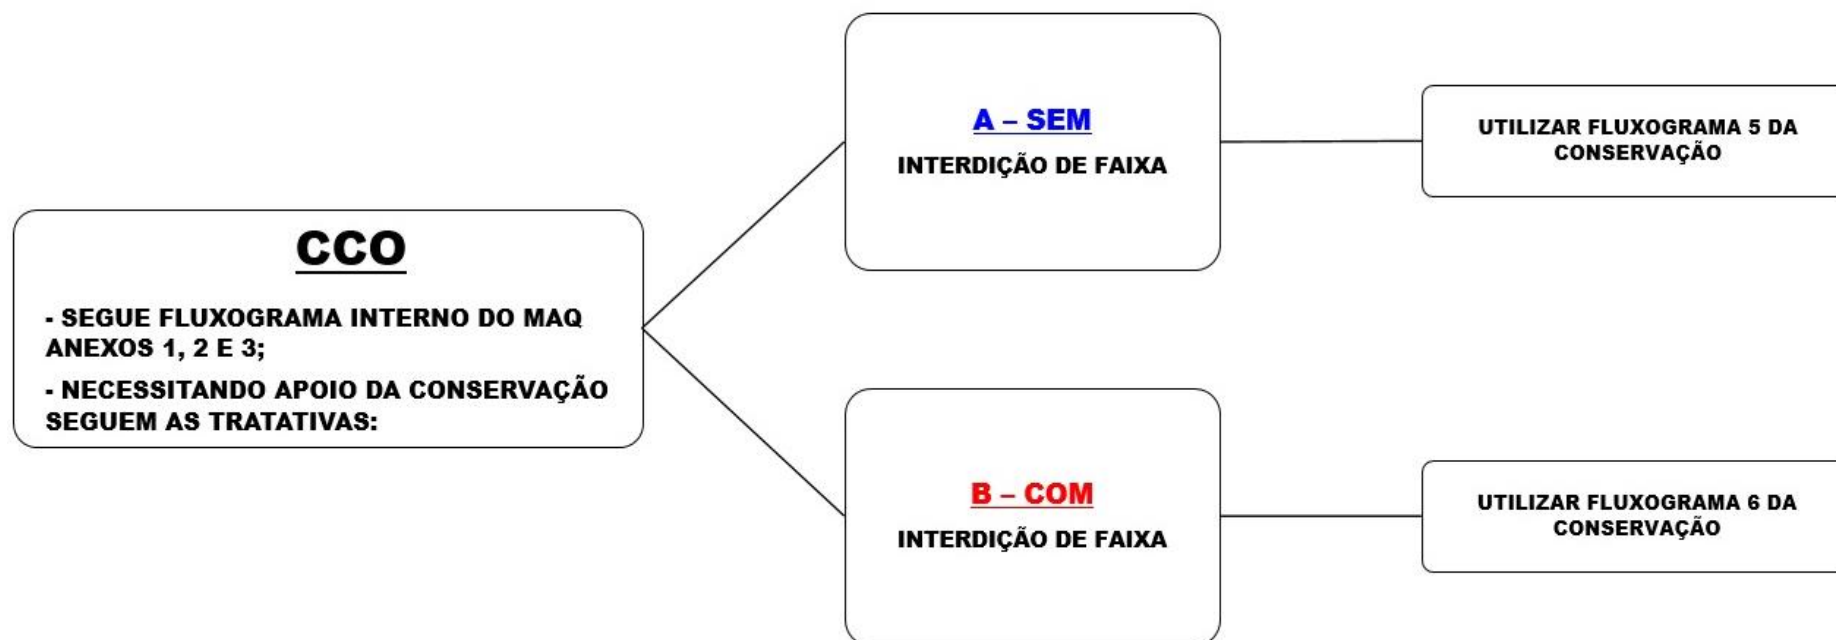 CCO
- SEGUE FLUXOGRAMA INTERNO DO MAQ
ANEXOS 1, 2 E 3;
- NECESSITANDO APOIO DA CONSERVAÇÃO
SEGUEM AS TRATATIVAS:
A – SEM
INTERDIÇÃO DE FAIXA
UTILIZAR FLUXOGRAMA 5 DA
CONSERVAÇÃO
B – COM
INTERDIÇÃO DE FAIXA
UTILIZAR FLUXOGRAMA 6 DA
CONSERVAÇÃO